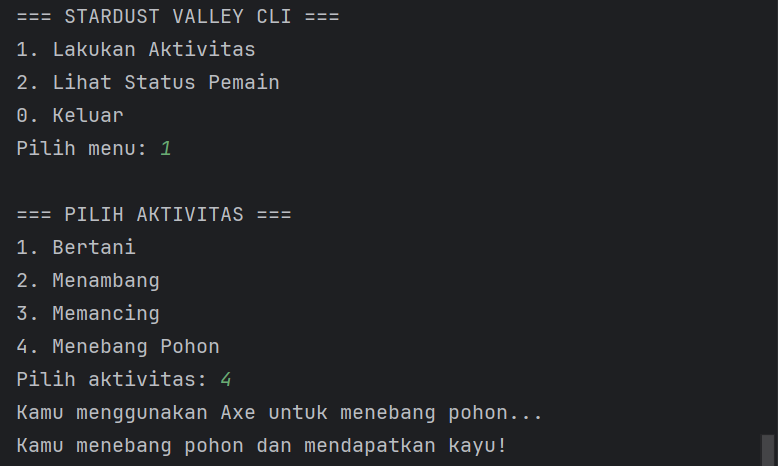 === STARDUST VALLEY CLI ===
1. Lakukan Aktivitas
2. Lihat Status Pemain
0. Keluar
Pilih menu: 1
=== PILIH AKTIVITAS ===
1. Bertani
2. Menambang
3. Memancing
4. Menebang Pohon
Pilih aktivitas: 4
Kamu menggunakan Axe untuk menebang pohon...
Kamu menebang pohon dan mendapatkan kayu!